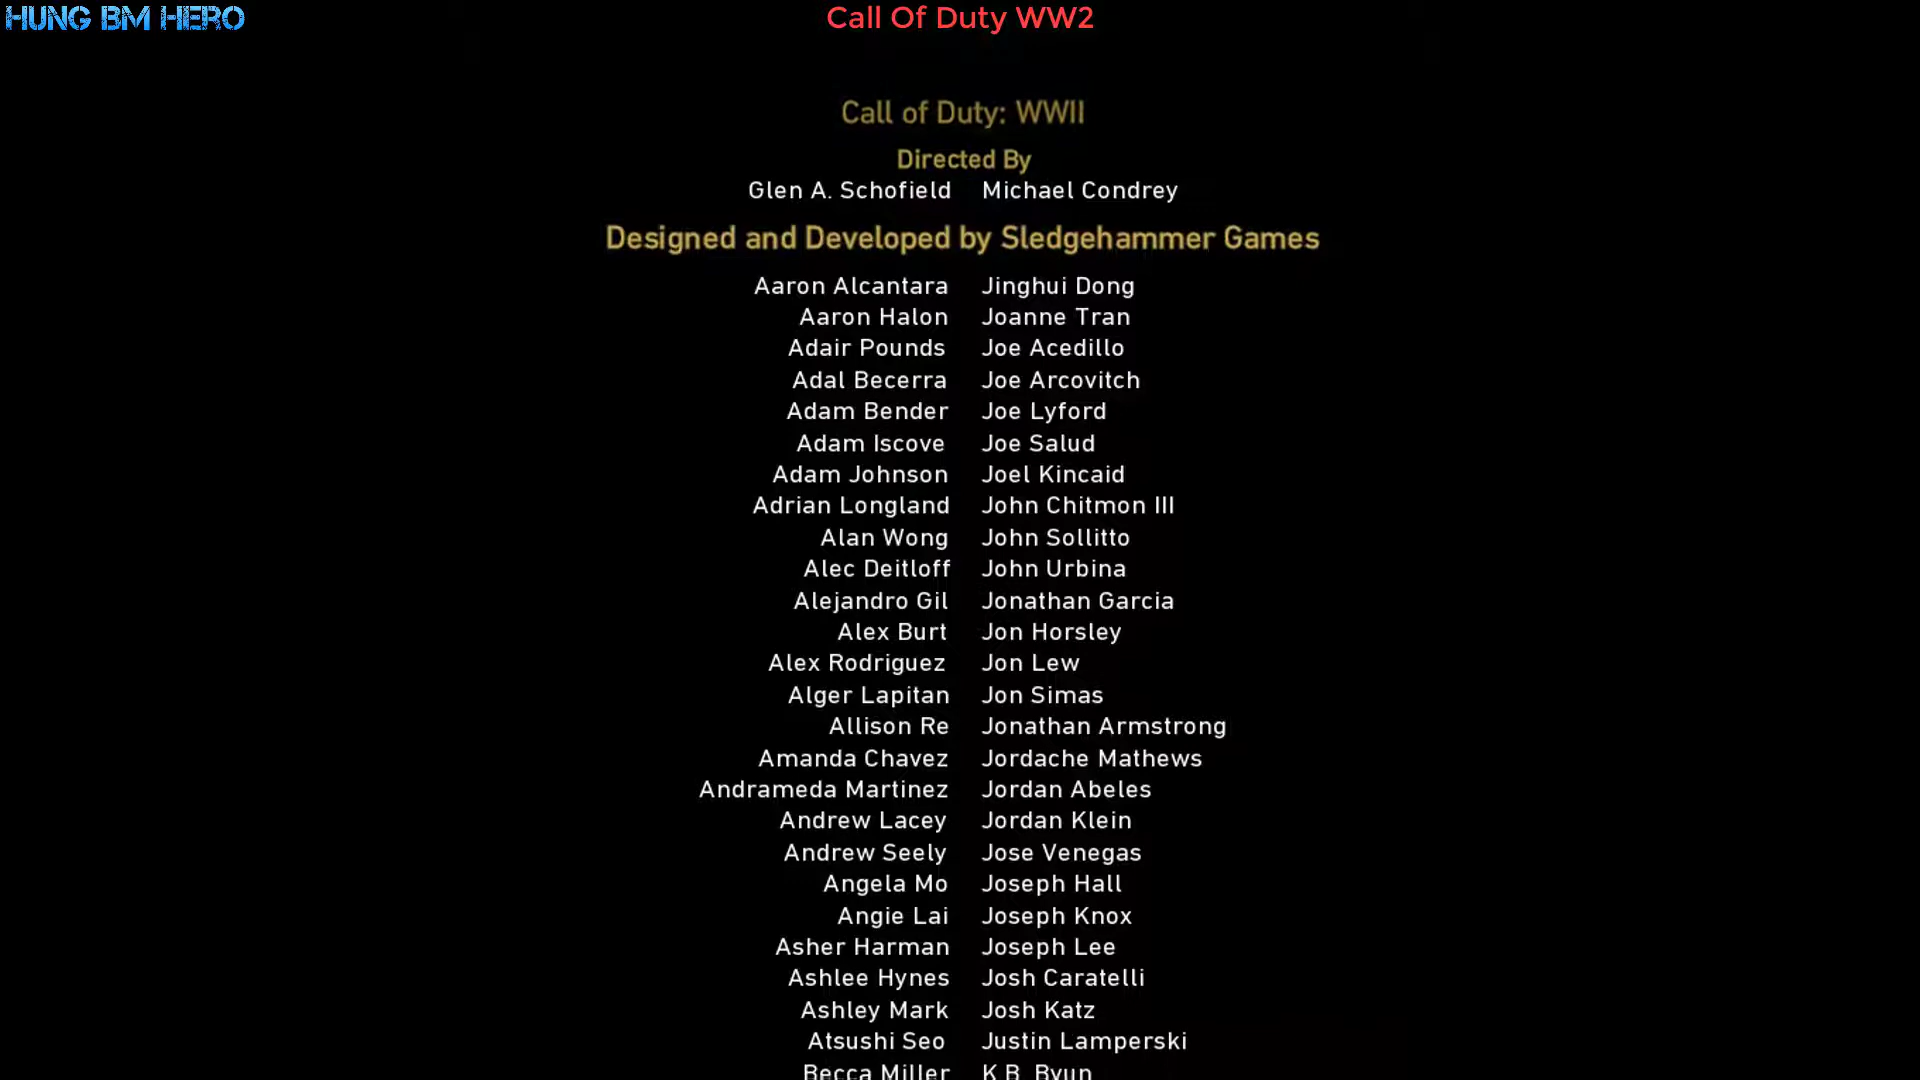 HUNG BM HERO
Call Of Duty WW2
Call of Duty: WWII
Directed By
Glen A. Schofield Michael Condrey
Designed and Developed by Sledgehammer Games
Aaron Alcantara Jinghui Dong
Aaron Halon Joanne Tran
Adair Pounds Joe Acedillo
Adal Becerra Joe Arcovitch
Adam Bender Joe Lyford
Adam Iscove Joe Salud
Adam Johnson Joel Kincaid
Adrian Longland John Chitmon III
Alan Wong John Sollitto
Alec Deitloff John Urbina
Alejandro Gil Jonathan Garcia
Alex Burt Jon Horsley
Alex Rodriguez Jon Lew
Alger Lapitan Jon Simas
Allison Re Jonathan Armstrong
Amanda Chavez Jordache Mathews
Andrameda Martinez Jordan Abeles
Andrew Lacey Jordan Klein
Andrew Seely Jose Venegas
Angela Mo Joseph Hall
Angie Lai Joseph Knox
Asher Harman Joseph Lee
Ashlee Hynes Josh Caratelli
Ashley Mark Josh Katz
Atsushi Seo Justin Lamperski
Becca Miller K.B. Byun